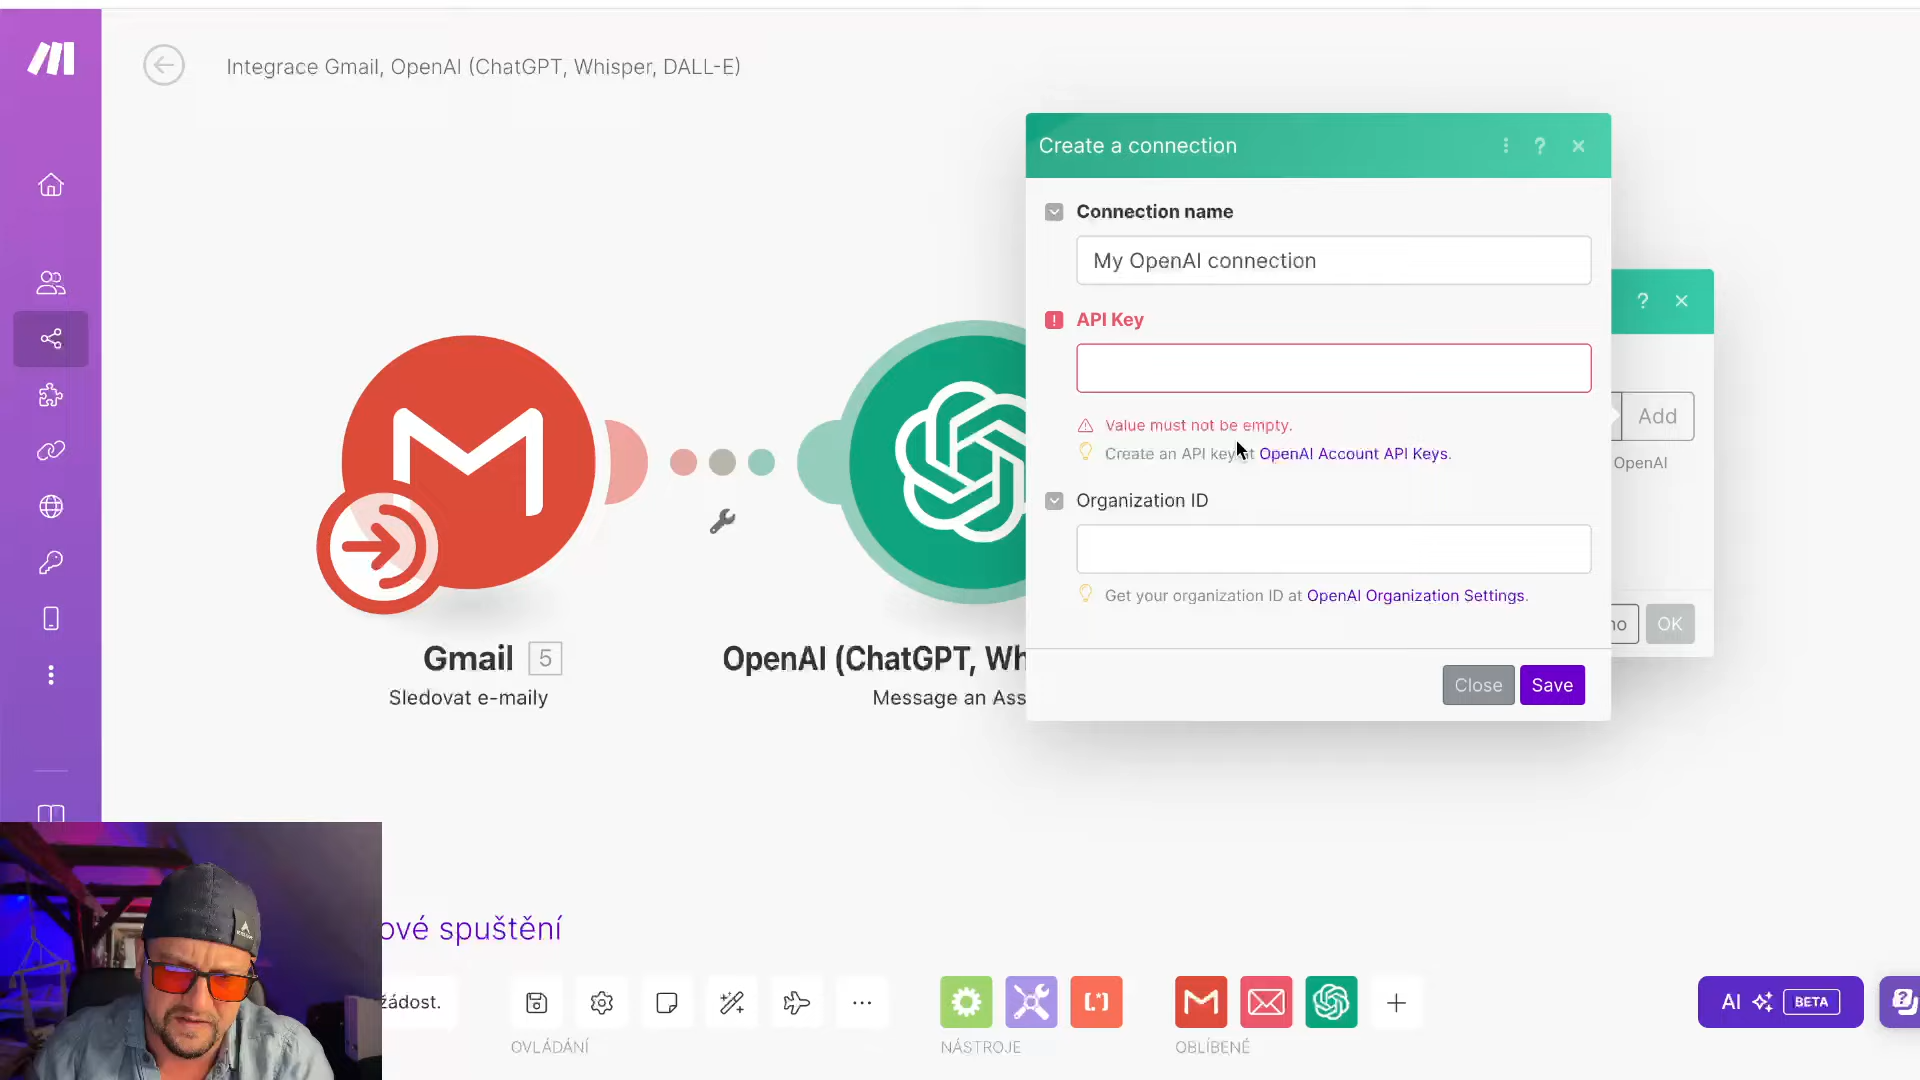 Integrace Gmail, OpenAI (ChatGPT, Whisper, DALL-E)
Create a connection
?
Connection name
My OpenAI connection
?
! API Key
Value must not be empty.
Create an API key at OpenAI Account API Keys.
Add
OpenAI
Organization ID
Get your organization ID at OpenAI Organization Settings.
no
OK
Close
Save
Gmail 5
Sledovat e-maily
OpenAI (ChatGPT, Wh
Message an Ass
ové spuštění
žádost.
OVLÁDÁNÍ
[.*]
NÁSTROJE
OBLÍBENÉ
AI BETA
?